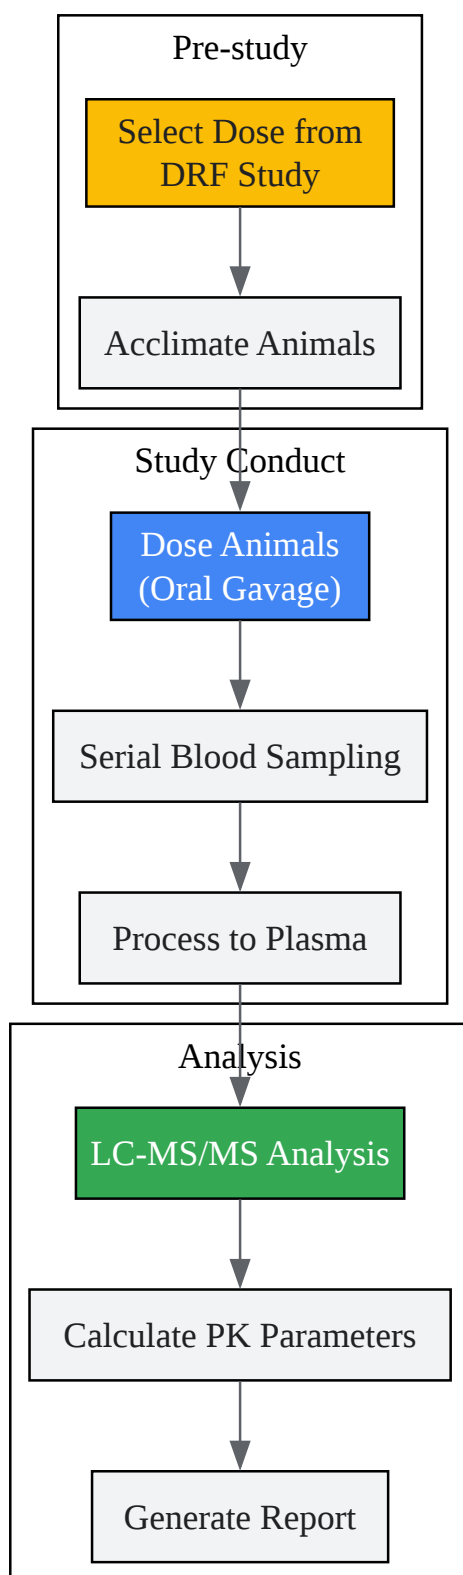 Pre-study
Select Dose from
DRF Study
Acclimate Animals
Study Conduct
Dose Animals
(Oral Gavage)
Serial Blood Sampling
Process to Plasma
Analysis
LC-MS/MS Analysis
Calculate PK Parameters
Generate Report